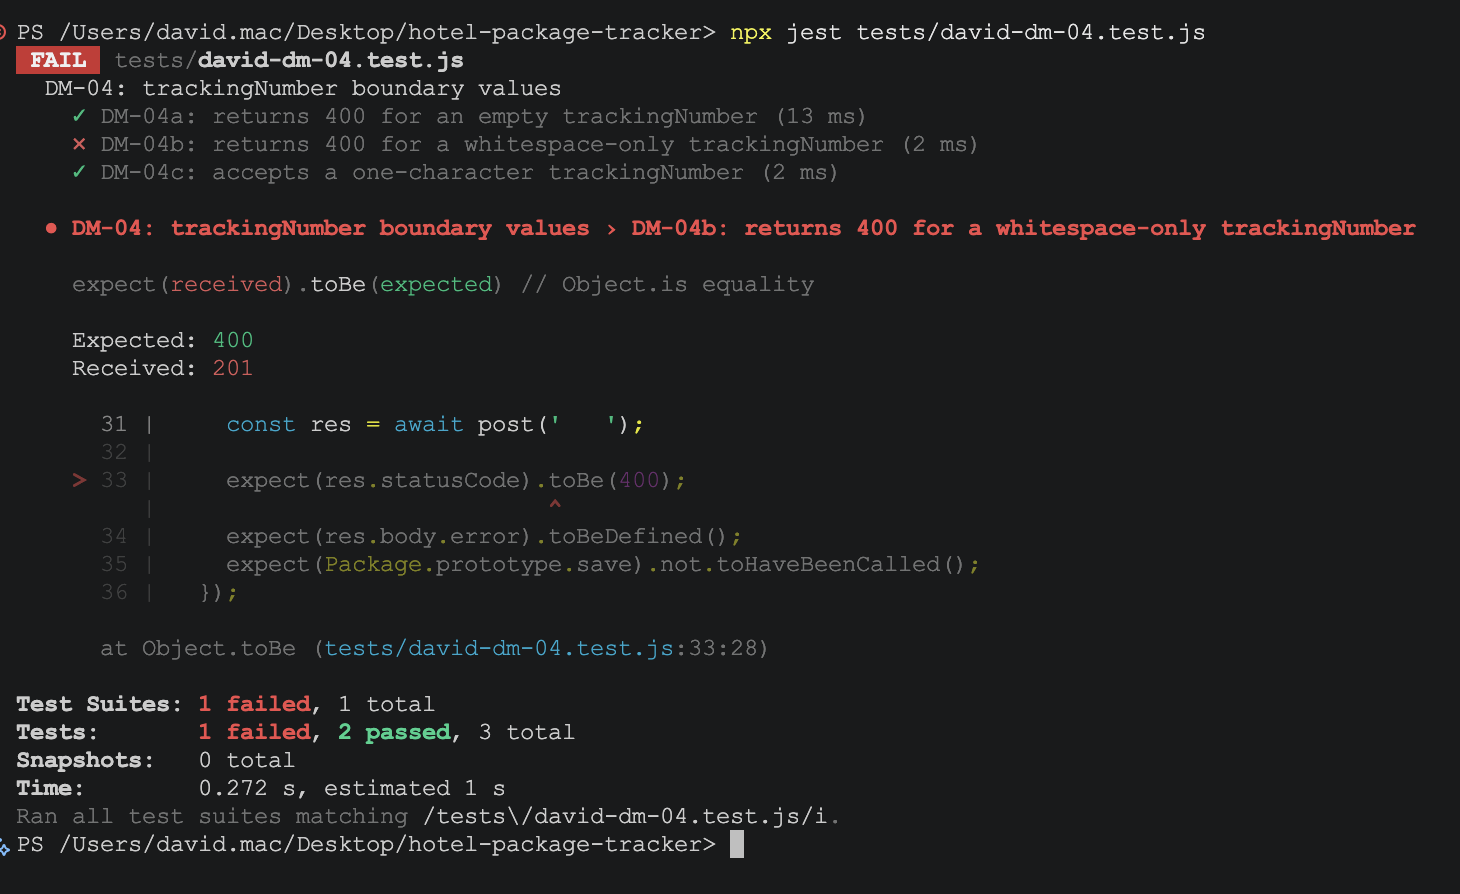 PS /Users/david.mac/Desktop/hotel-package-tracker> npx jest tests/david-dm-04.test.js
FAIL tests/david-dm-04.test.js
DM-04: trackingNumber boundary values
✓ DM-04a: returns 400 for an empty trackingNumber (13 ms)
✕ DM-04b: returns 400 for a whitespace-only trackingNumber (2 ms)
✓ DM-04c: accepts a one-character trackingNumber (2 ms)
● DM-04: trackingNumber boundary values › DM-04b: returns 400 for a whitespace-only trackingNumber
expect(received).toBe(expected) // Object.is equality
Expected: 400
Received: 201
31 |     const res = await post('   ');
32 |
> 33 |     expect(res.statusCode).toBe(400);
|                            ^
34 |     expect(res.body.error).toBeDefined();
35 |     expect(Package.prototype.save).not.toHaveBeenCalled();
36 |   });
at Object.toBe (tests/david-dm-04.test.js:33:28)
Test Suites: 1 failed, 1 total
Tests:       1 failed, 2 passed, 3 total
Snapshots:   0 total
Time:        0.272 s, estimated 1 s
Ran all test suites matching /tests\/david-dm-04.test.js/i.
PS /Users/david.mac/Desktop/hotel-package-tracker>